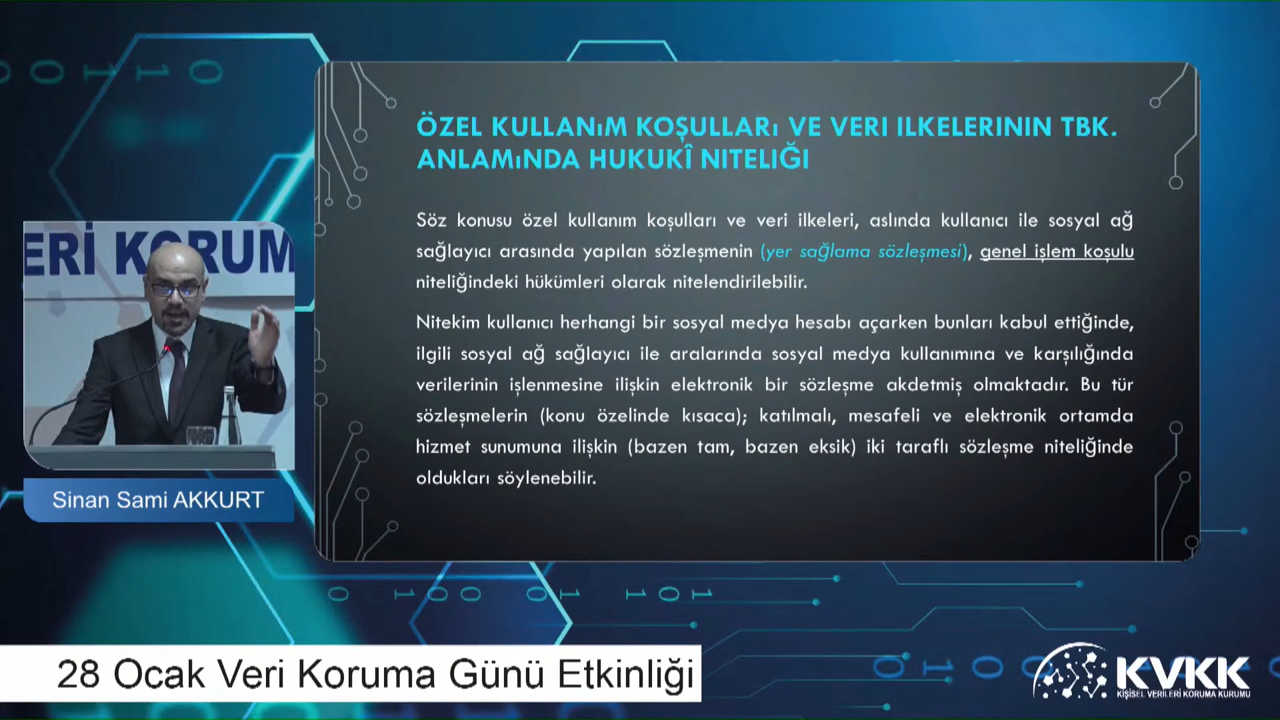 ÖZEL KULLANıM KOŞULLARı VE VERI ILKELERININ TBK.
ANLAMıNDA HUKUKÎ NITELIĞI
Söz konusu özel kullanım koşulları ve veri ilkeleri, aslında kullanıcı ile sosyal ağ
sağlayıcı arasında yapılan sözleşmenin (yer sağlama sözleşmesi), genel işlem koşulu
niteliğindeki hükümleri olarak nitelendirilebilir.
Nitekim kullanıcı herhangi bir sosyal medya hesabı açarken bunları kabul ettiğinde,
ilgili sosyal ağ sağlayıcı ile aralarında sosyal medya kullanımına ve karşılığında
verilerinin işlenmesine ilişkin elektronik bir sözleşme akdetmiş olmaktadır. Bu tür
sözleşmelerin (konu özelinde kısaca); katılmalı, mesafeli ve elektronik ortamda
hizmet sunumuna ilişkin (bazen tam, bazen eksik) iki taraflı sözleşme niteliğinde
oldukları söylenebilir.
ERİ KORUM
Sinan Sami AKKURT
28 Ocak Veri Koruma Günü Etkinliği
KVKK
KİŞİSEL VERİLERİ KORUMA KURUMU